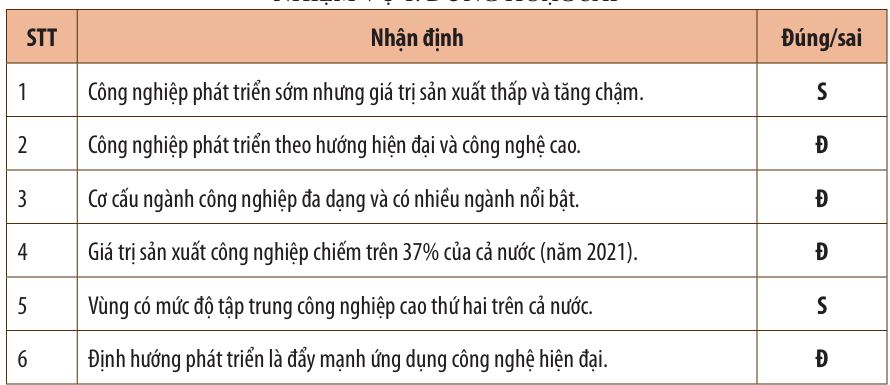 STT Nhận định Đúng/sai
1 Công nghiệp phát triển sớm nhưng giá trị sản xuất thấp và tăng chậm. S
2 Công nghiệp phát triển theo hướng hiện đại và công nghệ cao. Đ
3 Cơ cấu ngành công nghiệp đa dạng và có nhiều ngành nổi bật. Đ
4 Giá trị sản xuất công nghiệp chiếm trên 37% của cả nước (năm 2021). Đ
5 Vùng có mức độ tập trung công nghiệp cao thứ hai trên cả nước. S
6 Định hướng phát triển là đẩy mạnh ứng dụng công nghệ hiện đại. Đ